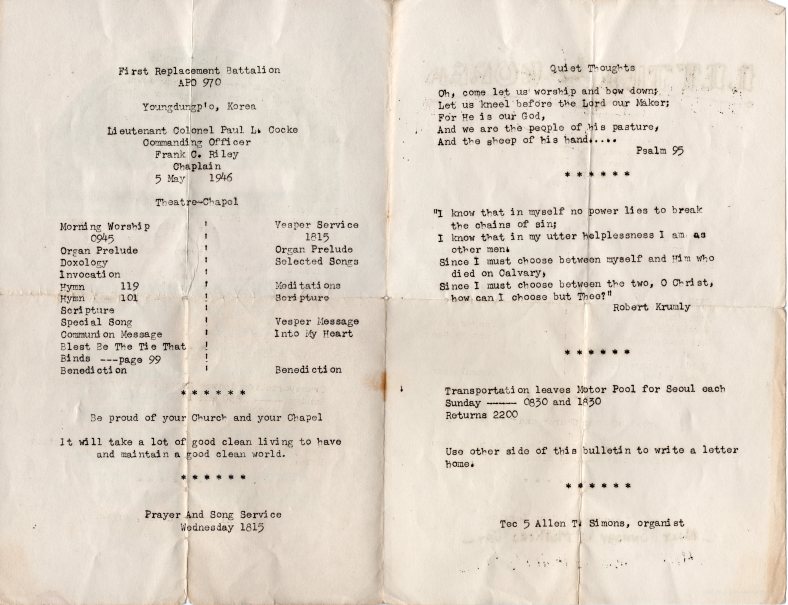 First Replacement Battalion
APO 970
Youngdungp'o, Korea
Lieutenant Colonel Paul L. Cocke
Commanding Officer
Frank C. Riley
Chaplain
5 May 1946
Theatre-Chapel
Morning Worship ' Vesper Service
0945 ' 1815
Organ Prelude ' Organ Prelude
Doxology ' Selected Songs
Invocation '
Hymn 119 ' Meditations
Hymn 101 ' Scripture
Scripture '
Special Song ' Vesper Message
Communion Message ' Into My Heart
Blest Be The Tie That !
Binds ---page 99 !
Benediction ! Benediction
* * * * * *
Be proud of your Church and your Chapel
It will take a lot of good clean living to have
and maintain a good clean world.
* * * * * *
Prayer And Song Service
Wednesday 1815
Quiet Thoughts
Oh, come let us worship and bow down;
Let us kneel before the Lord our Maker;
For He is our God,
And we are the people of his pasture,
And the sheep of his hand.....
Psalm 95
* * * * * *
"I know that in myself no power lies to break
the chains of sin;
I know that in my utter helplessness I am as
other men.
Since I must choose between myself and Him who
died on Calvary,
Since I must choose between the two, O Christ,
how can I choose but Thee?"
Robert Krumly
* * * * * *
Transportation leaves Motor Pool for Seoul each
Sunday ----- 0830 and 1830
Returns 2200
Use other side of this bulletin to write a letter
home.
* * * * * *
Tec 5 Allen T. Simons, organist